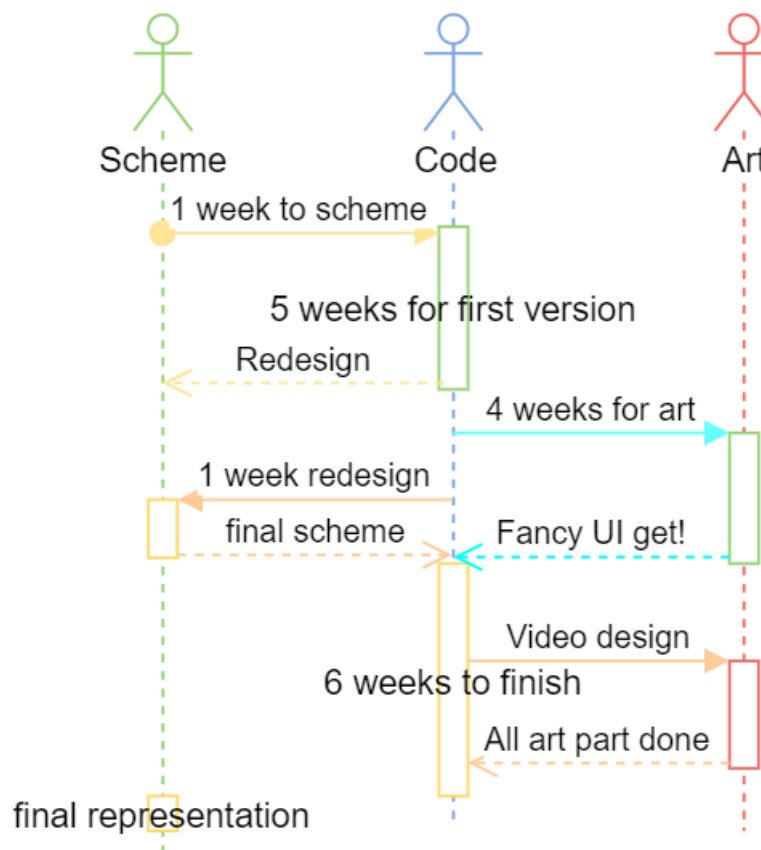 Scheme
Code
Art
1 week to scheme
5 weeks for first version
Redesign
4 weeks for art
1 week redesign
final scheme
Fancy UI get!
Video design
6 weeks to finish
All art part done
final representation